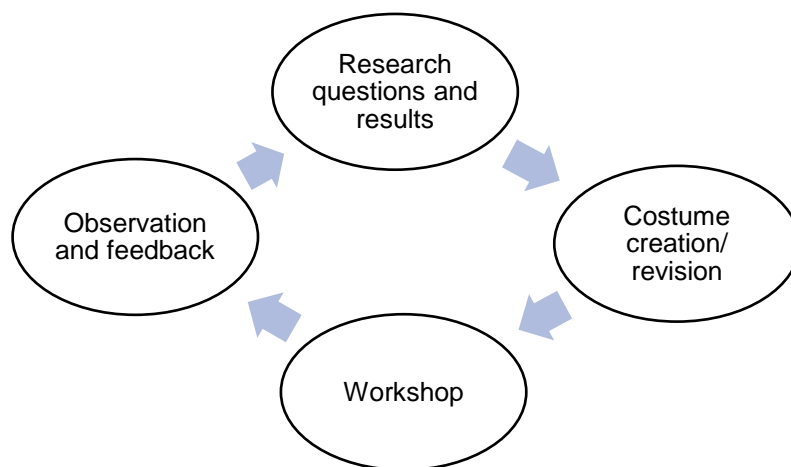 Research
questions and
results
Costume
creation/
revision
Workshop
Observation
and feedback